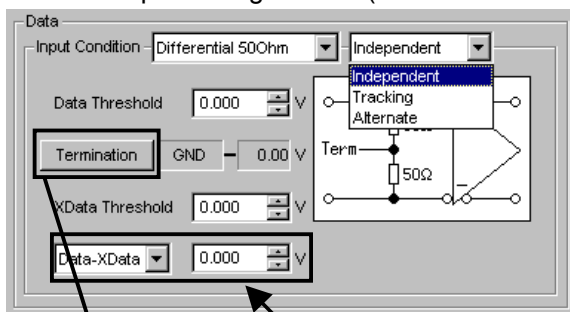 Data
Input Condition Differential 50Ohm Independent
Independent
Tracking
Alternate
Data Threshold 0.000 V
Termination GND – 0.00 V
Term
50Ω
XData Threshold 0.000 V
Data-XData 0.000 V